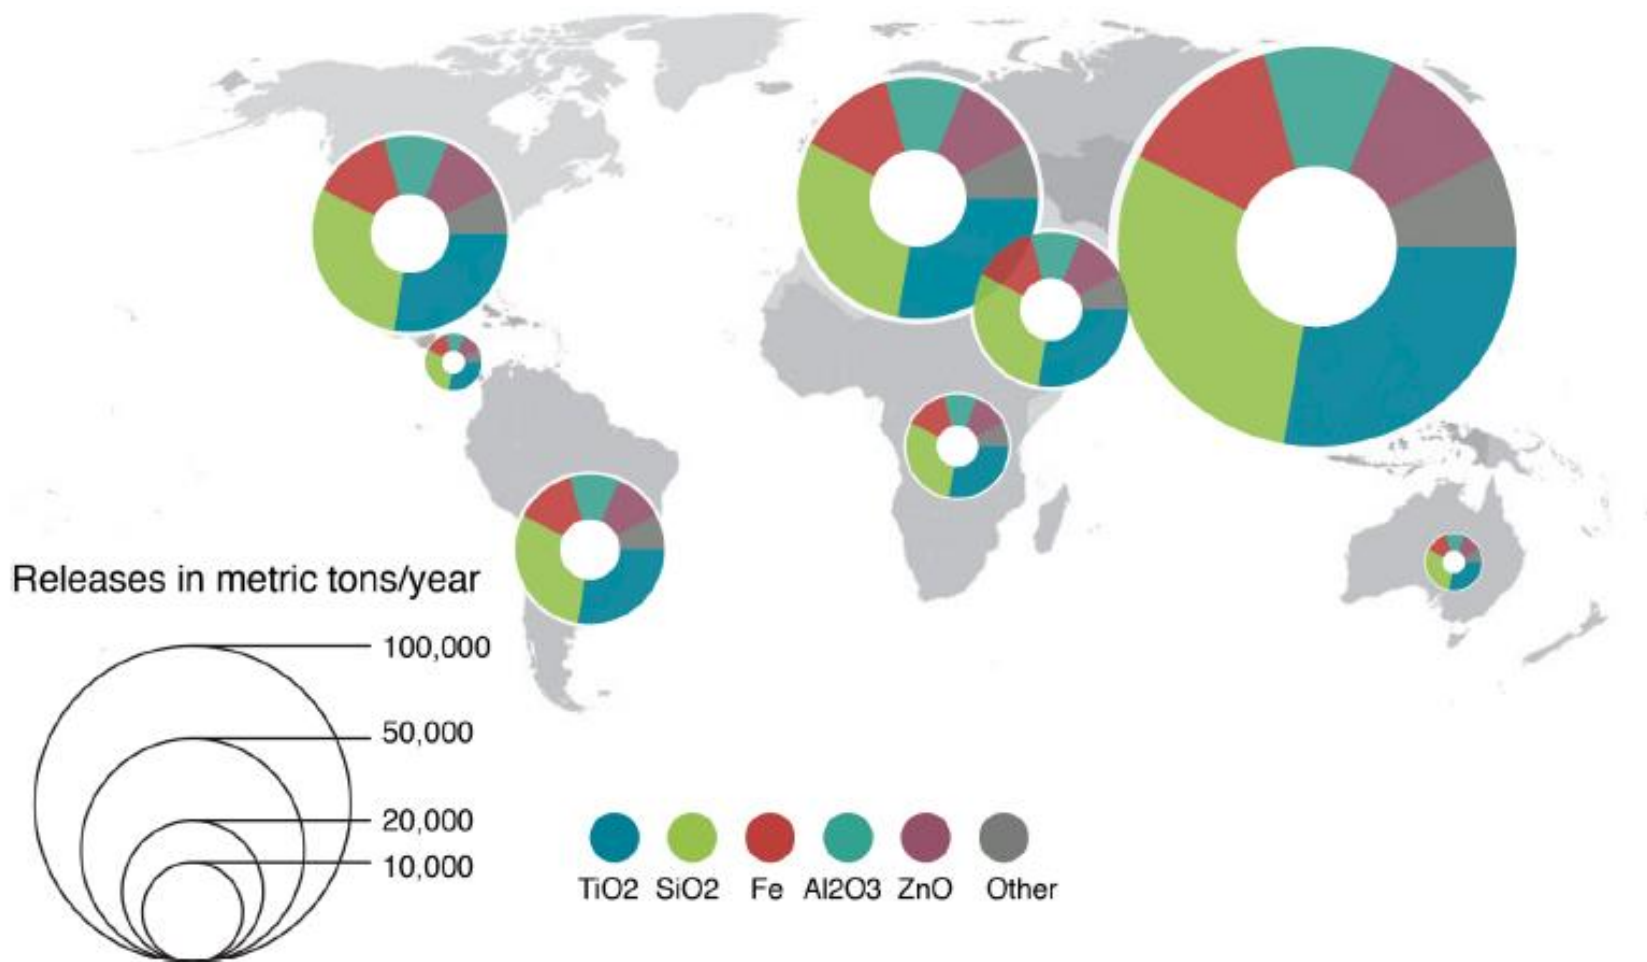 Releases in metric tons/year
100,000
50,000
20,000
10,000
TiO2 SiO2 Fe Al2O3 ZnO Other